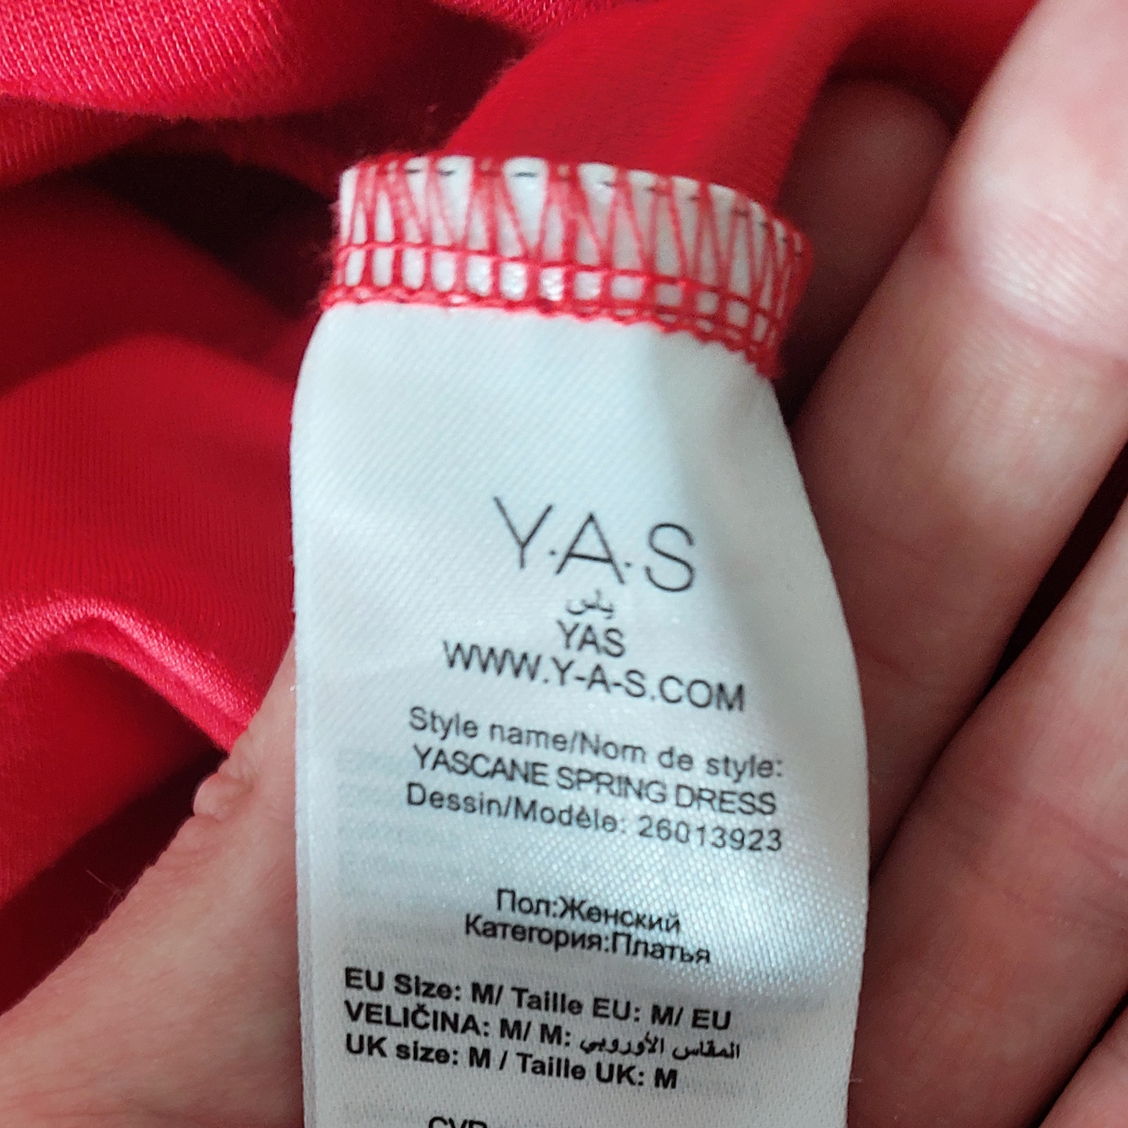 Y.A.S
ياس
YAS
WWW.Y-A-S.COM
Style name/Nom de style:
YASCANE SPRING DRESS
Dessin/Modèle: 26013923
Пол:Женский
Категория:Платья
EU Size: M/ Taille EU: M/ EU
VELIČINA: M/ M: المقاس الأوروبي
UK size: M / Taille UK: M